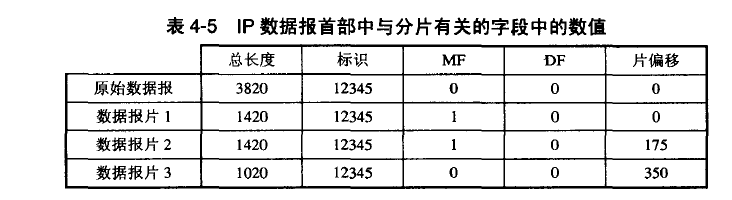 表 4-5 IP 数据报首部中与分片有关的字段中的数值
总长度 标识 MF DF 片偏移
原始数据报 3820 12345 0 0 0
数据报片 1 1420 12345 1 0 0
数据报片 2 1420 12345 1 0 175
数据报片 3 1020 12345 0 0 350